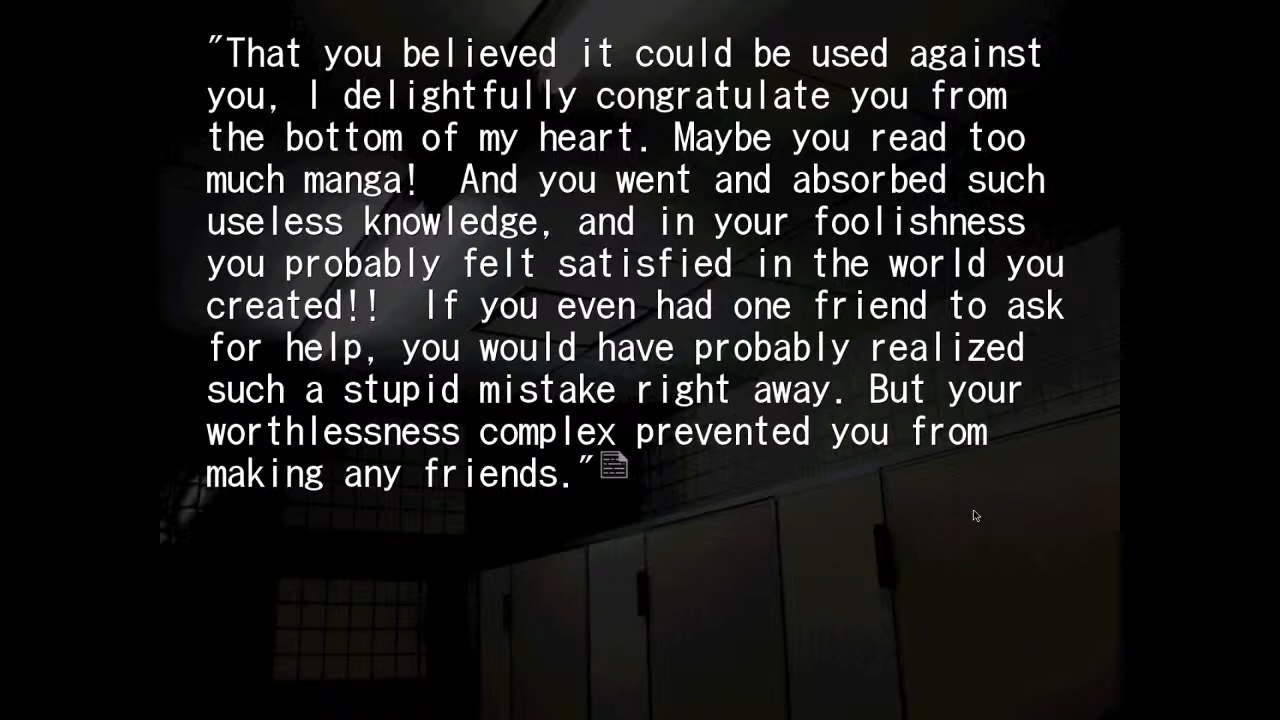 "That you believed it could be used against
you, I delightfully congratulate you from
the bottom of my heart. Maybe you read too
much manga!  And you went and absorbed such
useless knowledge, and in your foolishness
you probably felt satisfied in the world you
created!!  If you even had one friend to ask
for help, you would have probably realized
such a stupid mistake right away. But your
worthlessness complex prevented you from
making any friends."